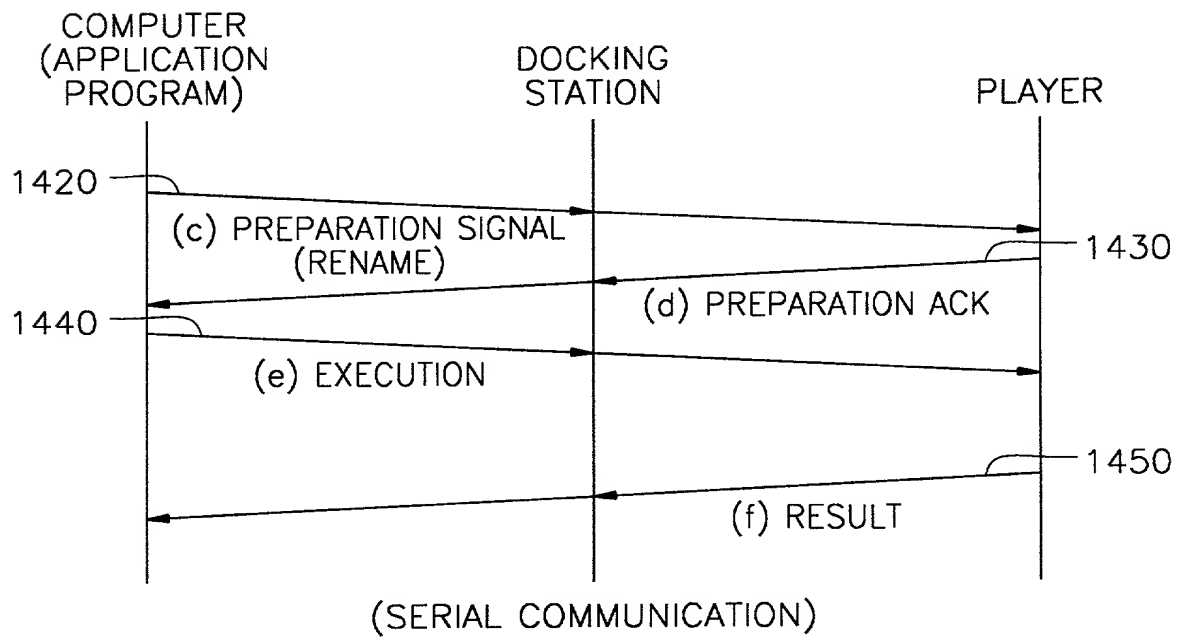 COMPUTER
(APPLICATION
PROGRAM)
DOCKING
STATION
PLAYER
1420
(c) PREPARATION SIGNAL
(RENAME)
1430
(d) PREPARATION ACK
1440
(e) EXECUTION
1450
(f) RESULT
(SERIAL COMMUNICATION)